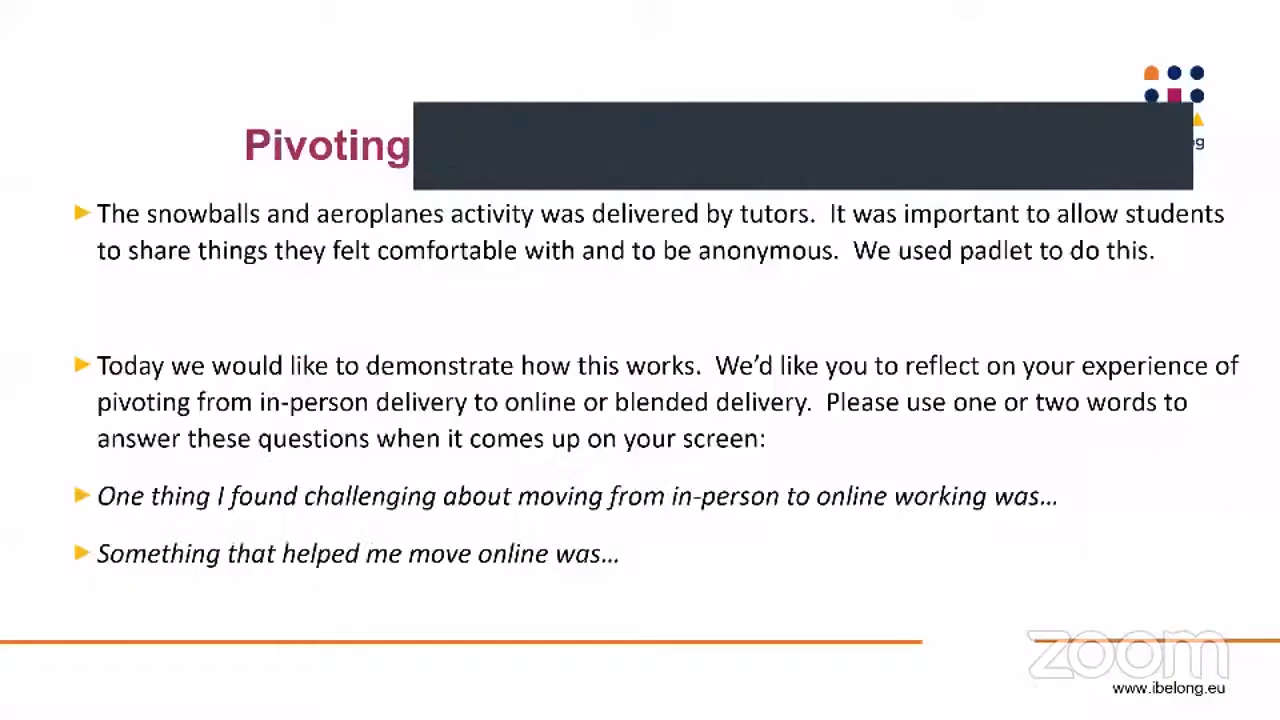 Pivoting
The snowballs and aeroplanes activity was delivered by tutors. It was important to allow students
to share things they felt comfortable with and to be anonymous. We used padlet to do this.
Today we would like to demonstrate how this works. We'd like you to reflect on your experience of
pivoting from in-person delivery to online or blended delivery. Please use one or two words to
answer these questions when it comes up on your screen:
One thing I found challenging about moving from in-person to online working was...
Something that helped me move online was...
zoom
www.ibelong.eu